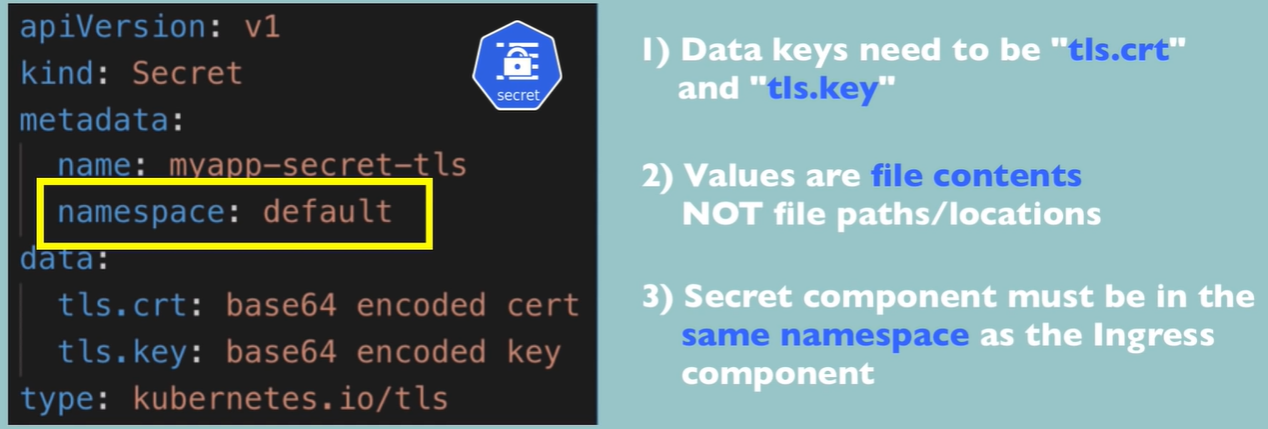 apiVersion: v1
kind: Secret
metadata:
  name: myapp-secret-tls
  namespace: default
data:
  tls.crt: base64 encoded cert
  tls.key: base64 encoded key
type: kubernetes.io/tls
secret
1) Data keys need to be "tls.crt"
and "tls.key"
2) Values are file contents
NOT file paths/locations
3) Secret component must be in the
same namespace as the Ingress
component